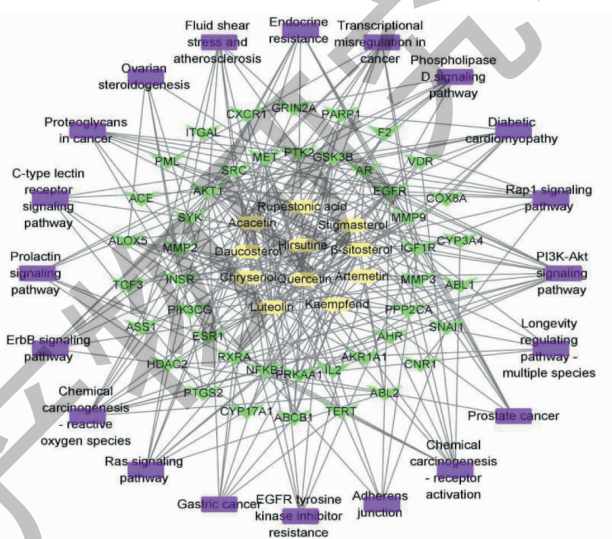 Fluid shear
stress and
atherosclerosis
Endocrine
resistance
Transcriptional
misregulation in
cancer
Phospholipase
D signaling
pathway
Ovarian
steroidogenesis
Proteoglycans
in cancer
Diabetic
cardiomyopathy
C-type lectin
receptor
signaling
pathway
Rap1 signaling
pathway
Prolactin
signaling
pathway
PI3K-Akt
signaling
pathway
ErbB signaling
pathway
Longevity
regulating
pathway -
multiple species
Chemical
carcinogenesis
- reactive
oxygen species
Prostate cancer
Ras signaling
pathway
Chemical
carcinogenesis
- receptor
activation
Gastric cancer
EGFR tyrosine
kinase inhibitor
resistance
Adherens
junction
CXCR1
GRIN2A
PARP1
ITGAL
F2
PML
MET
PTK2
GSK3B
VDR
SRC
AR
ACE
AKT1
EGFR
COX8A
SYK
MMP9
ALOX5
MMP2
IGF1R
CYP3A4
TCF3
INSR
MMP3
ABL1
ASS1
PIK3CG
PPP2CA
SNAI1
ESR1
AHR
HDAC2
RXRA
AKR1A1
CNR1
NFKB1
PRKAA1
IL2
PTGS2
ABL2
CYP17A1
ABCB1
TERT
Rupestonic acid
Acacetin
Stigmasterol
Daucosterol
Hirsutine
β-sitosterol
Chryseriol
Quercetin
Artemetin
Luteolin
Kaempferol